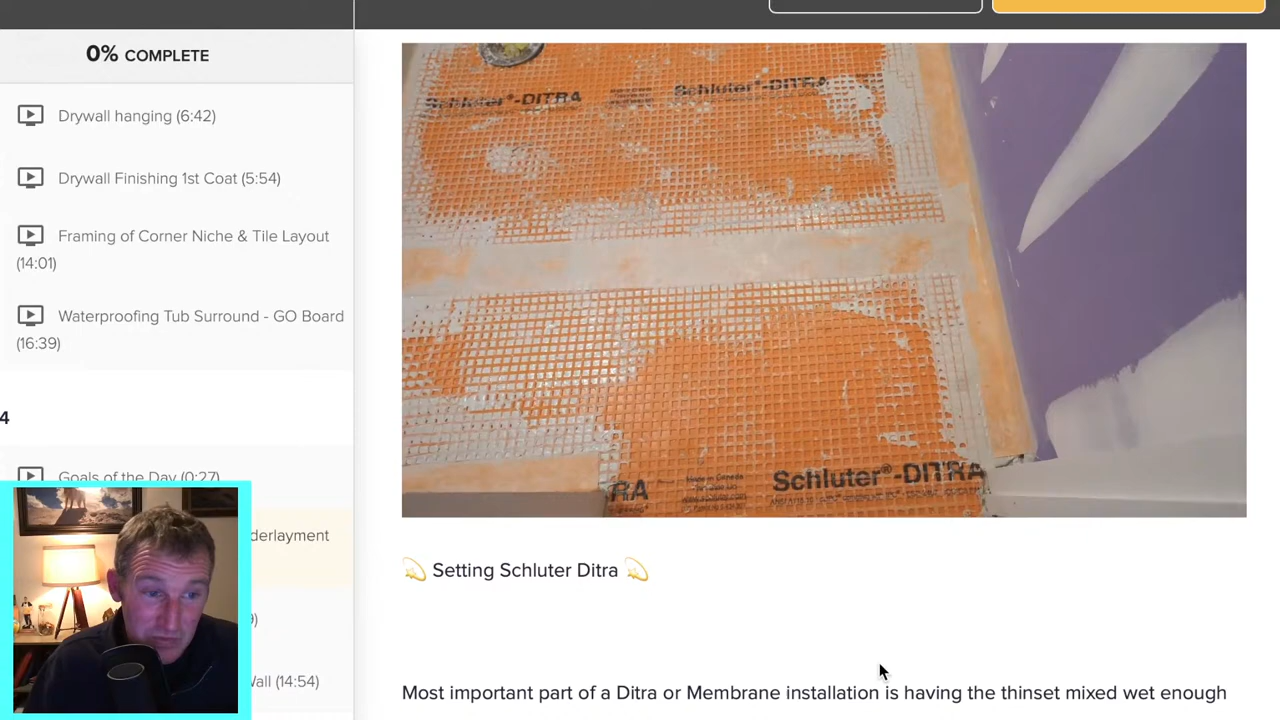 0% COMPLETE
Drywall hanging (6:42)
Drywall Finishing 1st Coat (5:54)
Framing of Corner Niche & Tile Layout
(14:01)
Waterproofing Tub Surround - GO Board
(16:39)
4
Goals of the Day (0:27)
derlayment
9)
Wall (14:54)
Schluter®-DITRA
Schluter®-DITRA
RA
Schluter®-DITRA
💫 Setting Schluter Ditra 💫
Most important part of a Ditra or Membrane installation is having the thinset mixed wet enough